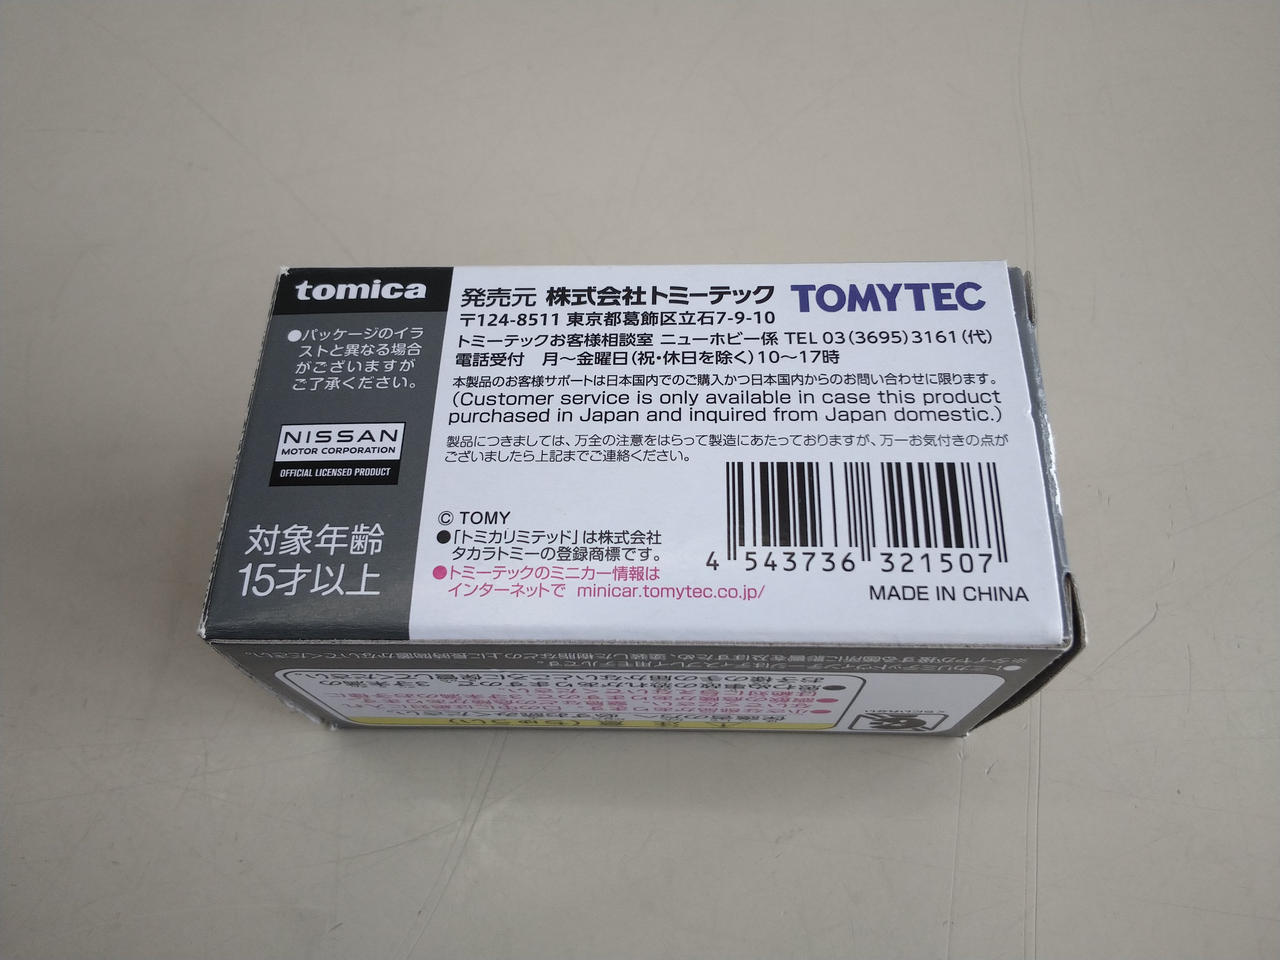 tomica
●パッケージのイラ
ストと異なる場合
がございますが
ご了承ください。
NISSAN
MOTOR CORPORATION
OFFICIAL LICENSED PRODUCT
対象年齢
15才以上
発売元 株式会社トミーテック TOMYTEC
〒124-8511 東京都葛飾区立石7-9-10
トミーテックお客様相談室 ニューホビー係 TEL 03(3695)3161(代)
電話受付 月〜金曜日(祝・休日を除く)10〜17時
本製品のお客様サポートは日本国内でのご購入かつ日本国内からのお問い合わせに限ります。
(Customer service is only available in case this product
purchased in Japan and inquired from Japan domestic.)
製品につきましては、万全の注意をはらって製造にあたっておりますが、万一お気付きの点が
ございましたら上記までご連絡ください。
© TOMY
●「トミカリミテッド」は株式会社
タカラトミーの登録商標です。
●トミーテックのミニカー情報は
インターネットで minicar.tomytec.co.jp/
4 543736 321507
MADE IN CHINA